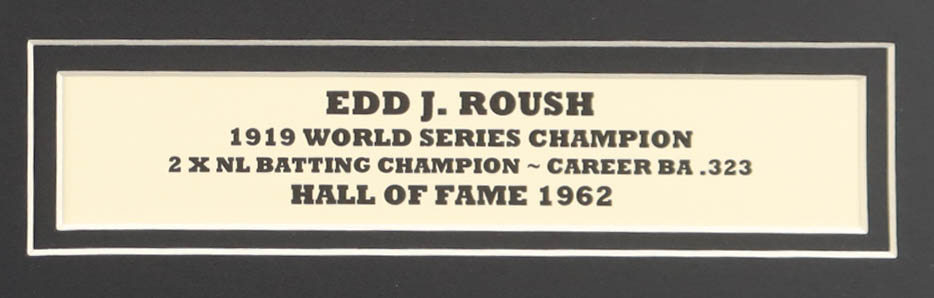 EDD J. ROUSH
1919 WORLD SERIES CHAMPION
2 X NL BATTING CHAMPION ~ CAREER BA .323
HALL OF FAME 1962